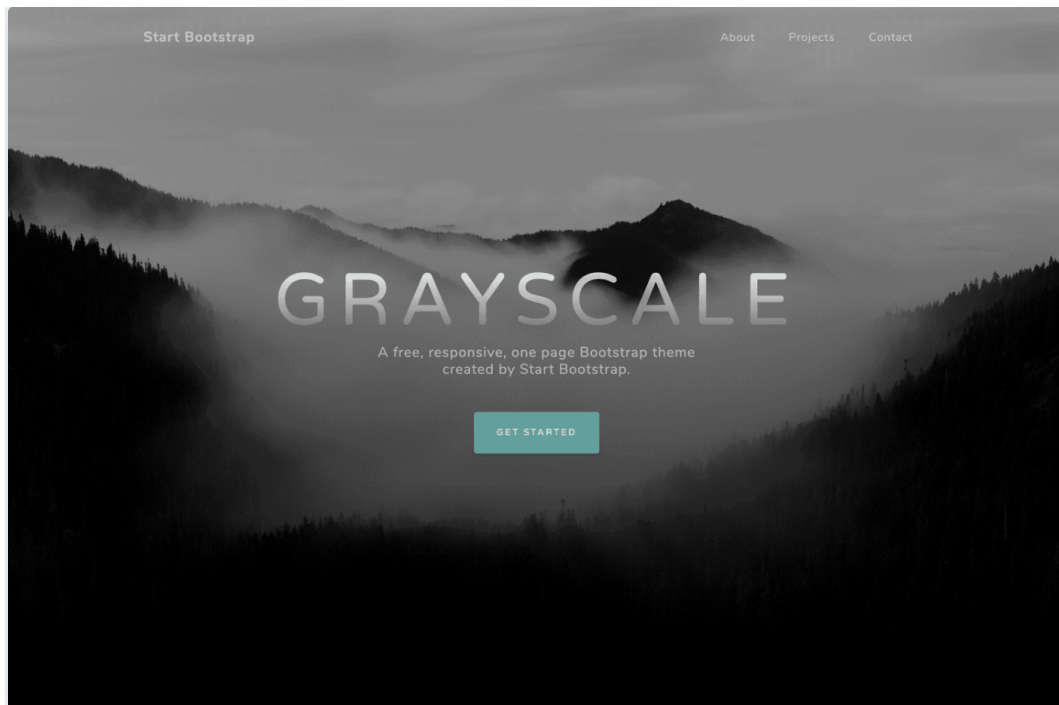 Start Bootstrap
About Projects Contact
GRAYSCALE
A free, responsive, one page Bootstrap theme
created by Start Bootstrap.
GET STARTED